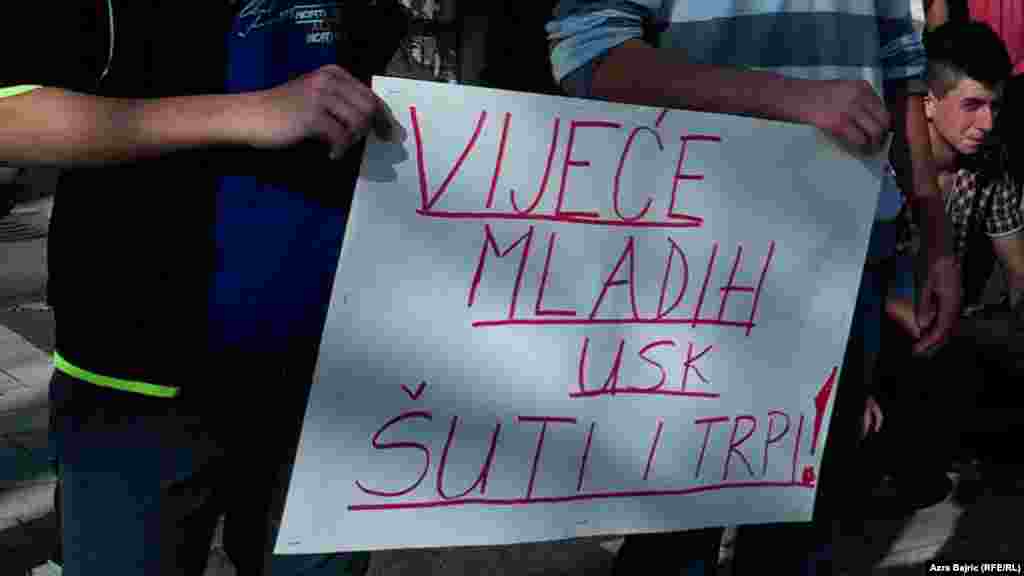 VIJEĆE
MLADIH
USK
ŠUTI I TRPI!
Azra Bajric (RFE/RL)